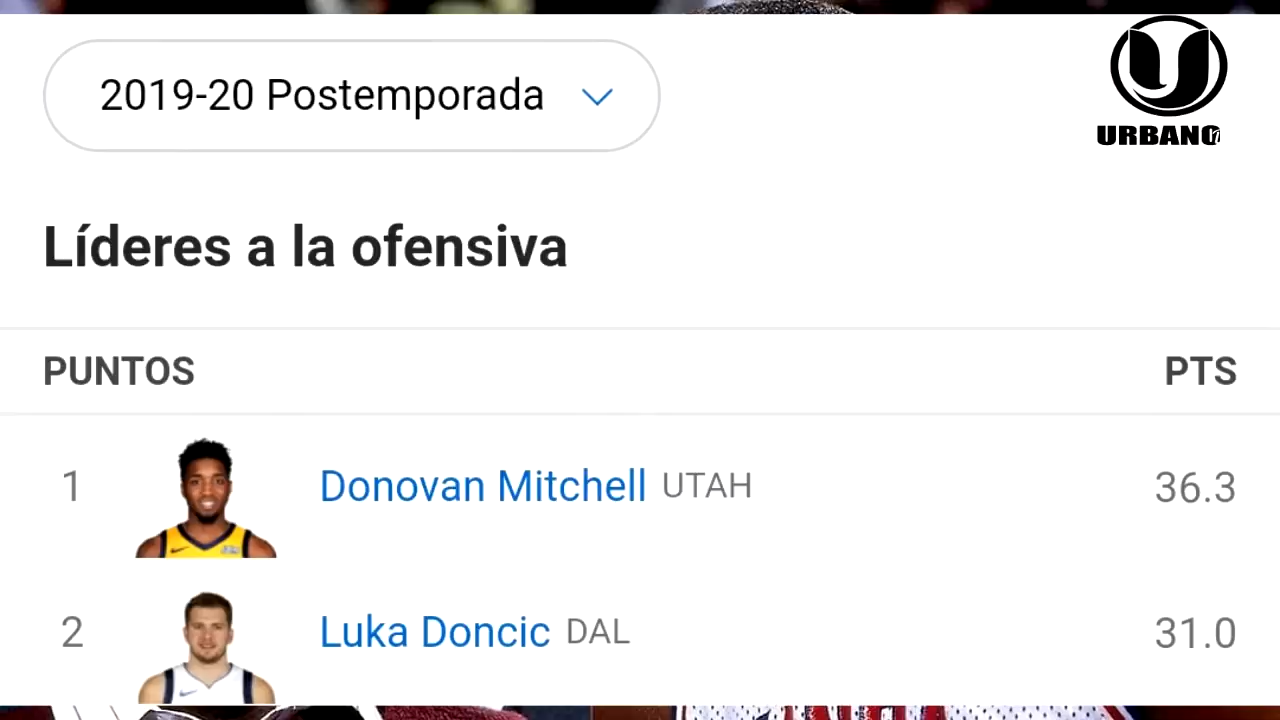 2019-20 Postemporada
URBANO
Líderes a la ofensiva
PUNTOS PTS
1 Donovan Mitchell UTAH 36.3
2 Luka Doncic DAL 31.0